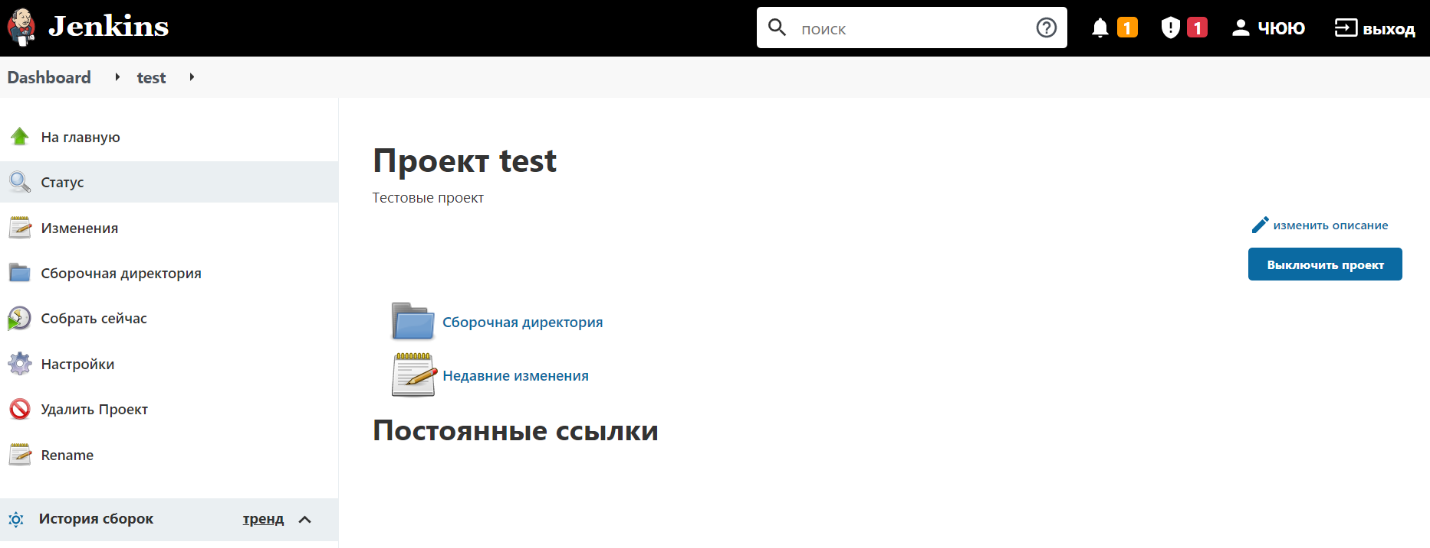 Jenkins
поиск
1
1
ЧЮЮ
выход
Dashboard
test
На главную
Статус
Изменения
Сборочная директория
Собрать сейчас
Настройки
Удалить Проект
Rename
История сборок
тренд
Проект test
Тестовые проект
изменить описание
Выключить проект
Сборочная директория
Недавние изменения
Постоянные ссылки